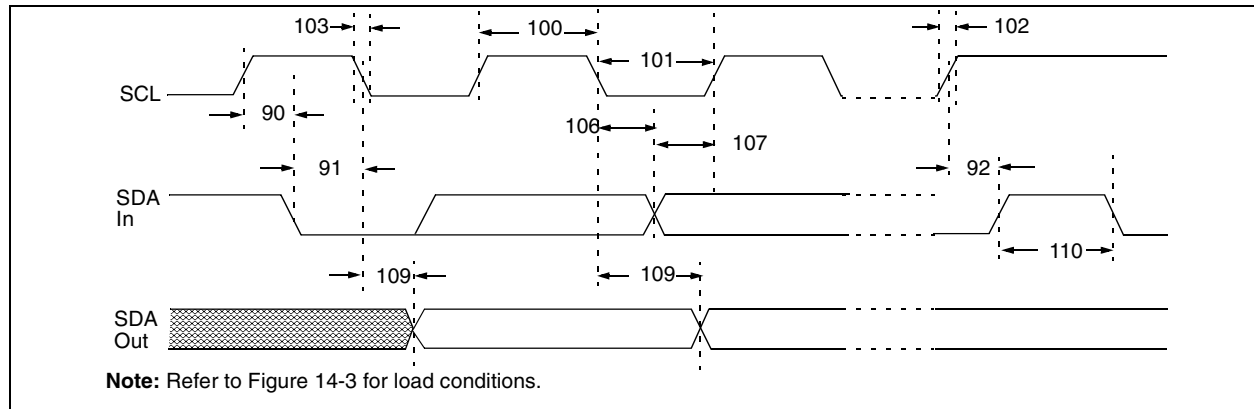 103
100
101
102
SCL
90
106
107
91
92
SDA
In
110
109
109
SDA
Out
Note: Refer to Figure 14-3 for load conditions.